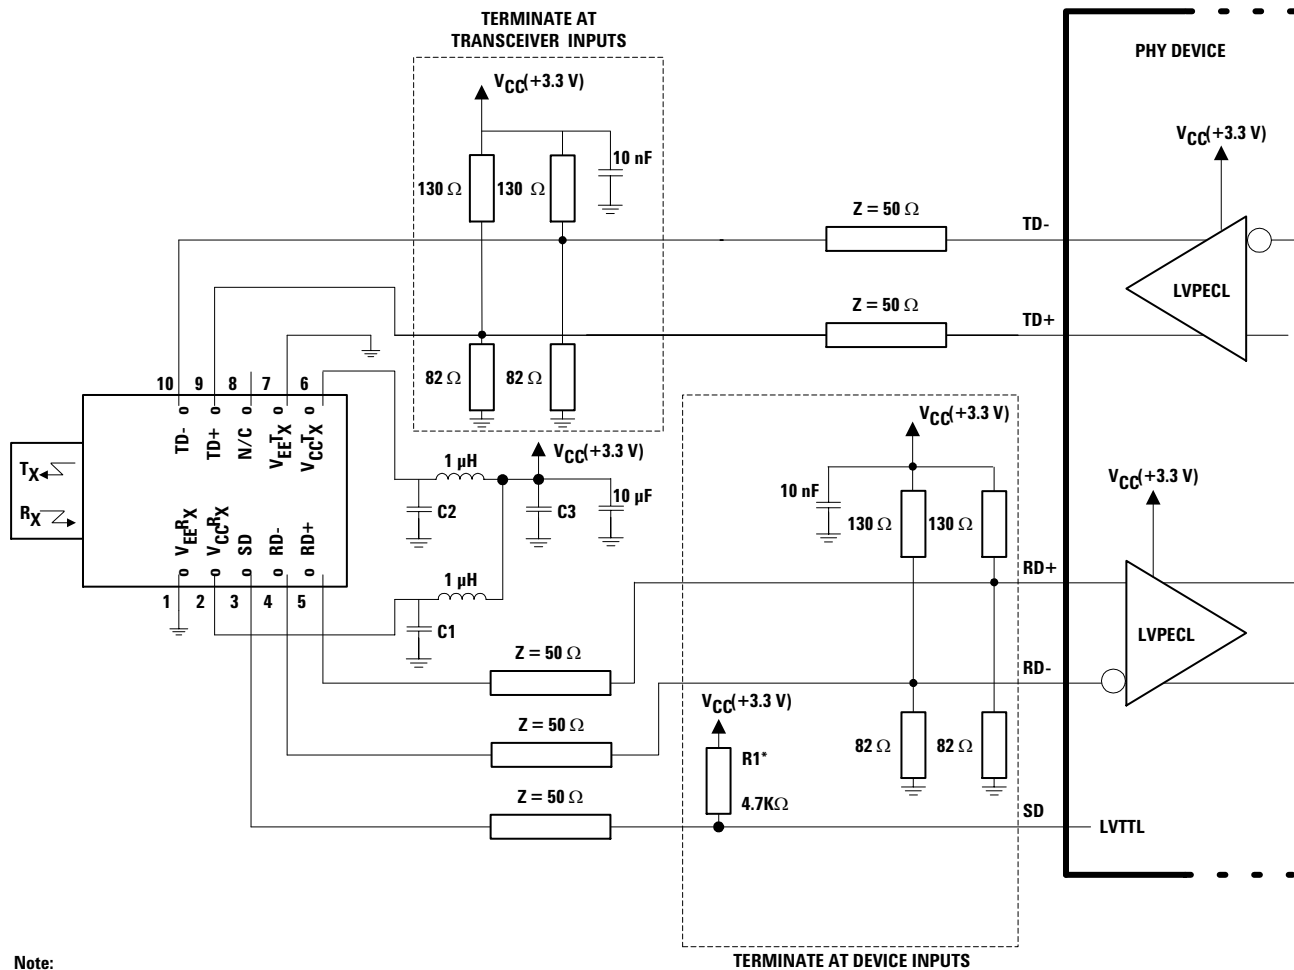 TERMINATE AT
TRANSCEIVER INPUTS
PHY DEVICE
VCC(+3.3 V)
VCC(+3.3 V)
10 nF
130 Ω
130 Ω
Z = 50 Ω
TD-
LVPECL
Z = 50 Ω
TD+
82 Ω
82 Ω
10
9
8
7
6
TD-
TD+
N/C
VEETX
VCCTX
TX
RX
VEERX
VCCRX
SD
RD-
RD+
1
2
3
4
5
1 µH
VCC(+3.3 V)
C2
C3
10 µF
1 µH
C1
VCC(+3.3 V)
10 nF
130 Ω
130 Ω
VCC(+3.3 V)
RD+
LVPECL
RD-
Z = 50 Ω
Z = 50 Ω
Z = 50 Ω
VCC(+3.3 V)
R1*
4.7KΩ
82 Ω
82 Ω
SD
LVTTL
TERMINATE AT DEVICE INPUTS
Note: